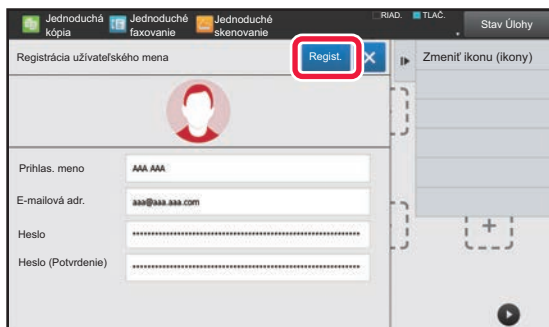 Jednoduchá kópia
Jednoduché faxovanie
Jednoduché skenovanie
RIAD.
TLAČ.
Stav Úlohy
Registrácia užívateľského mena
Regist.
Zmeniť ikonu (ikony)
Prihlas. meno
AAA AAA
E-mailová adr.
aaa@aaa.aaa.com
Heslo
Heslo (Potvrdenie)